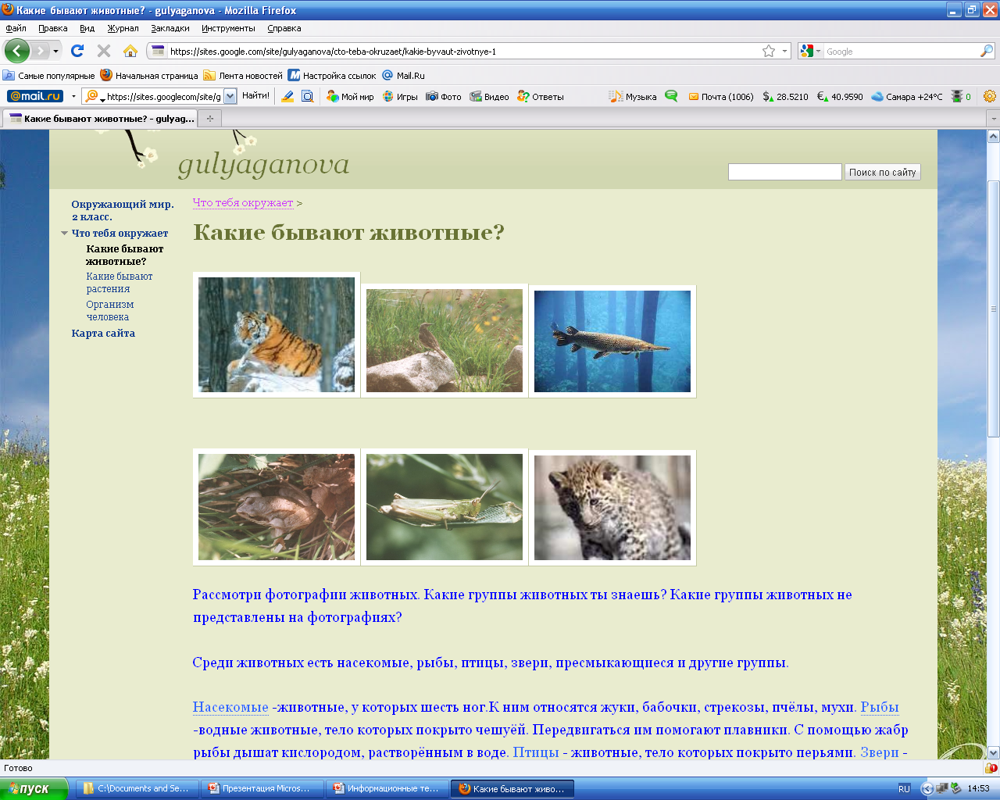 Какие бывают животные? - gulyaganova - Mozilla Firefox
Файл Правка Вид Журнал Закладки Инструменты Справка
https://sites.google.com/site/gulyaganova/cto-teba-okruzaet/kakie-byvaut-zivotnye-1 Google
Самые популярные Начальная страница Лента новостей Настройка ссылок Mail.Ru
@mail.ru https://sites.google.com/site/g Найти! Мой мир Игры Фото Видео Ответы Музыка Почта (1006) $ 28.5210 € 40.9590 Самара +24°C 0
Какие бывают животные? - gulyag...
gulyaganova
Поиск по сайту
Окружающий мир.
2 класс.
Что тебя окружает
Какие бывают
животные?
Какие бывают
растения
Организм
человека
Карта сайта
Что тебя окружает >
Какие бывают животные?
Рассмотри фотографии животных. Какие группы животных ты знаешь? Какие группы животных не
представлены на фотографиях?
Среди животных есть насекомые, рыбы, птицы, звери, пресмыкающиеся и другие группы.
Насекомые -животные, у которых шесть ног.К ним относятся жуки, бабочки, стрекозы, пчёлы, мухи. Рыбы
-водные животные, тело которых покрыто чешуёй. Передвигаться им помогают плавники. С помощью жабр
рыбы дышат кислородом, растворённым в воде. Птицы - животные, тело которых покрыто перьями. Звери -
Готово
пуск C:\Documents and Se... Презентация Micros... Информационные те... Какие бывают живо... RU 14:53